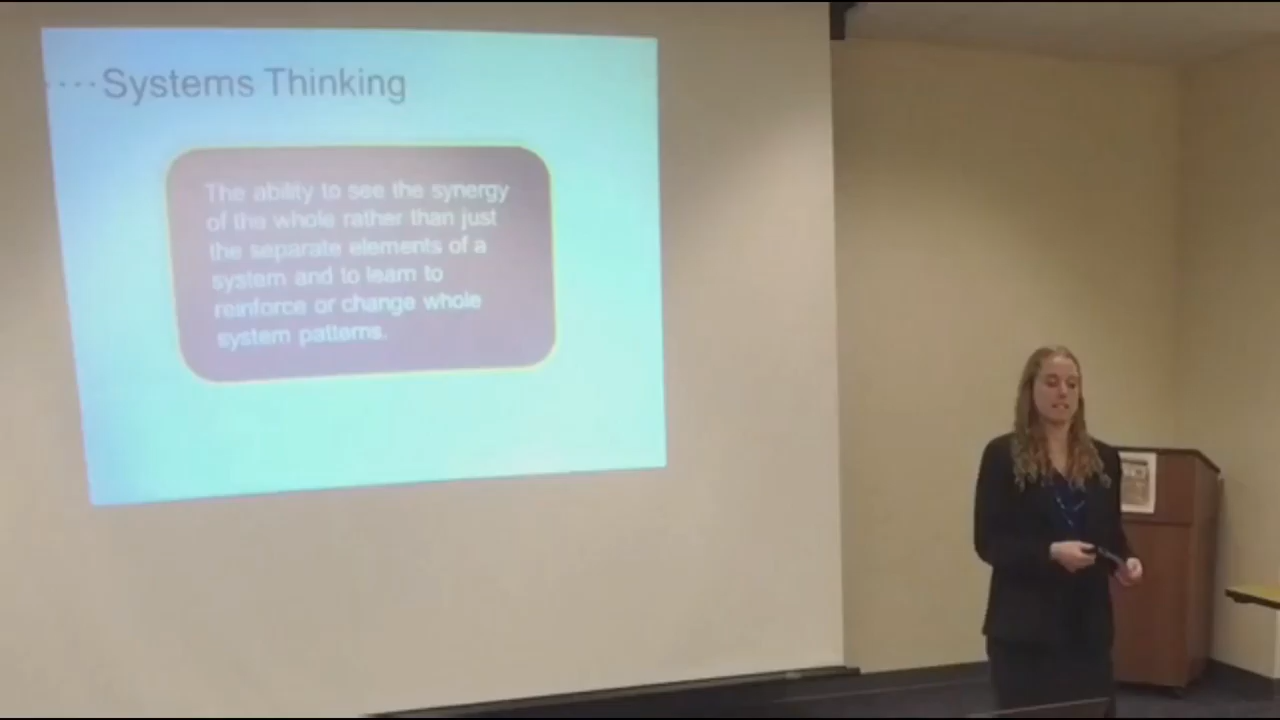 Systems Thinking
The ability to see the synergy
of the whole rather than just
the separate elements of a
system and to learn to
reinforce or change whole
system patterns.